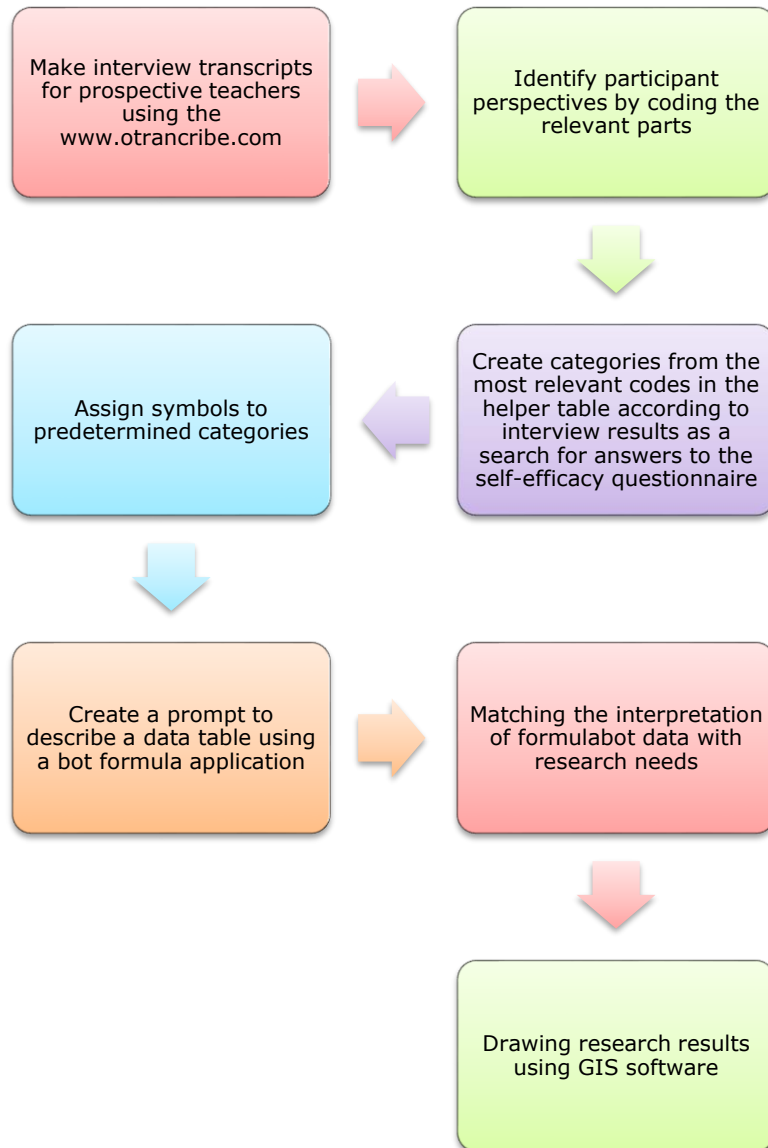 Make interview transcripts
for prospective teachers
using the
www.otrancribe.com
Identify participant
perspectives by coding the
relevant parts
Create categories from the
most relevant codes in the
helper table according to
interview results as a
search for answers to the
self-efficacy questionnaire
Assign symbols to
predetermined categories
Create a prompt to
describe a data table using
a bot formula application
Matching the interpretation
of formulabot data with
research needs
Drawing research results
using GIS software